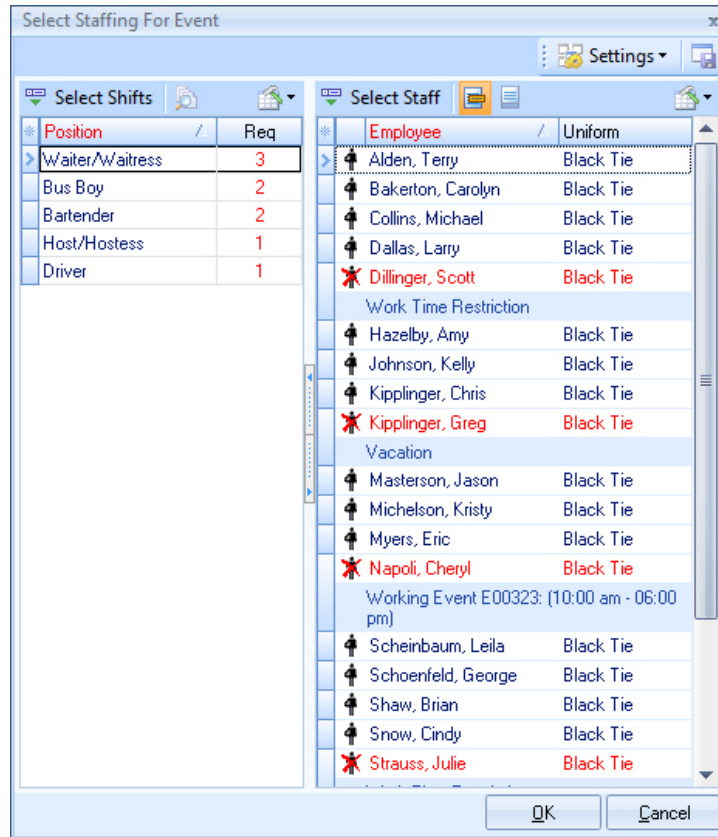 Select Staffing For Event
Settings
Select Shifts
Position Req
Waiter/Waitress 3
Bus Boy 2
Bartender 2
Host/Hostess 1
Driver 1
Select Staff
Employee Uniform
Alden, Terry Black Tie
Bakerton, Carolyn Black Tie
Collins, Michael Black Tie
Dallas, Larry Black Tie
Dillinger, Scott Black Tie
Work Time Restriction
Hazelby, Amy Black Tie
Johnson, Kelly Black Tie
Kipplinger, Chris Black Tie
Kipplinger, Greg Black Tie
Vacation
Masterson, Jason Black Tie
Michelson, Kristy Black Tie
Myers, Eric Black Tie
Napoli, Cheryl Black Tie
Working Event E00323: (10:00 am - 06:00
pm)
Scheinbaum, Leila Black Tie
Schoenfeld, George Black Tie
Shaw, Brian Black Tie
Snow, Cindy Black Tie
Strauss, Julie Black Tie
OK Cancel